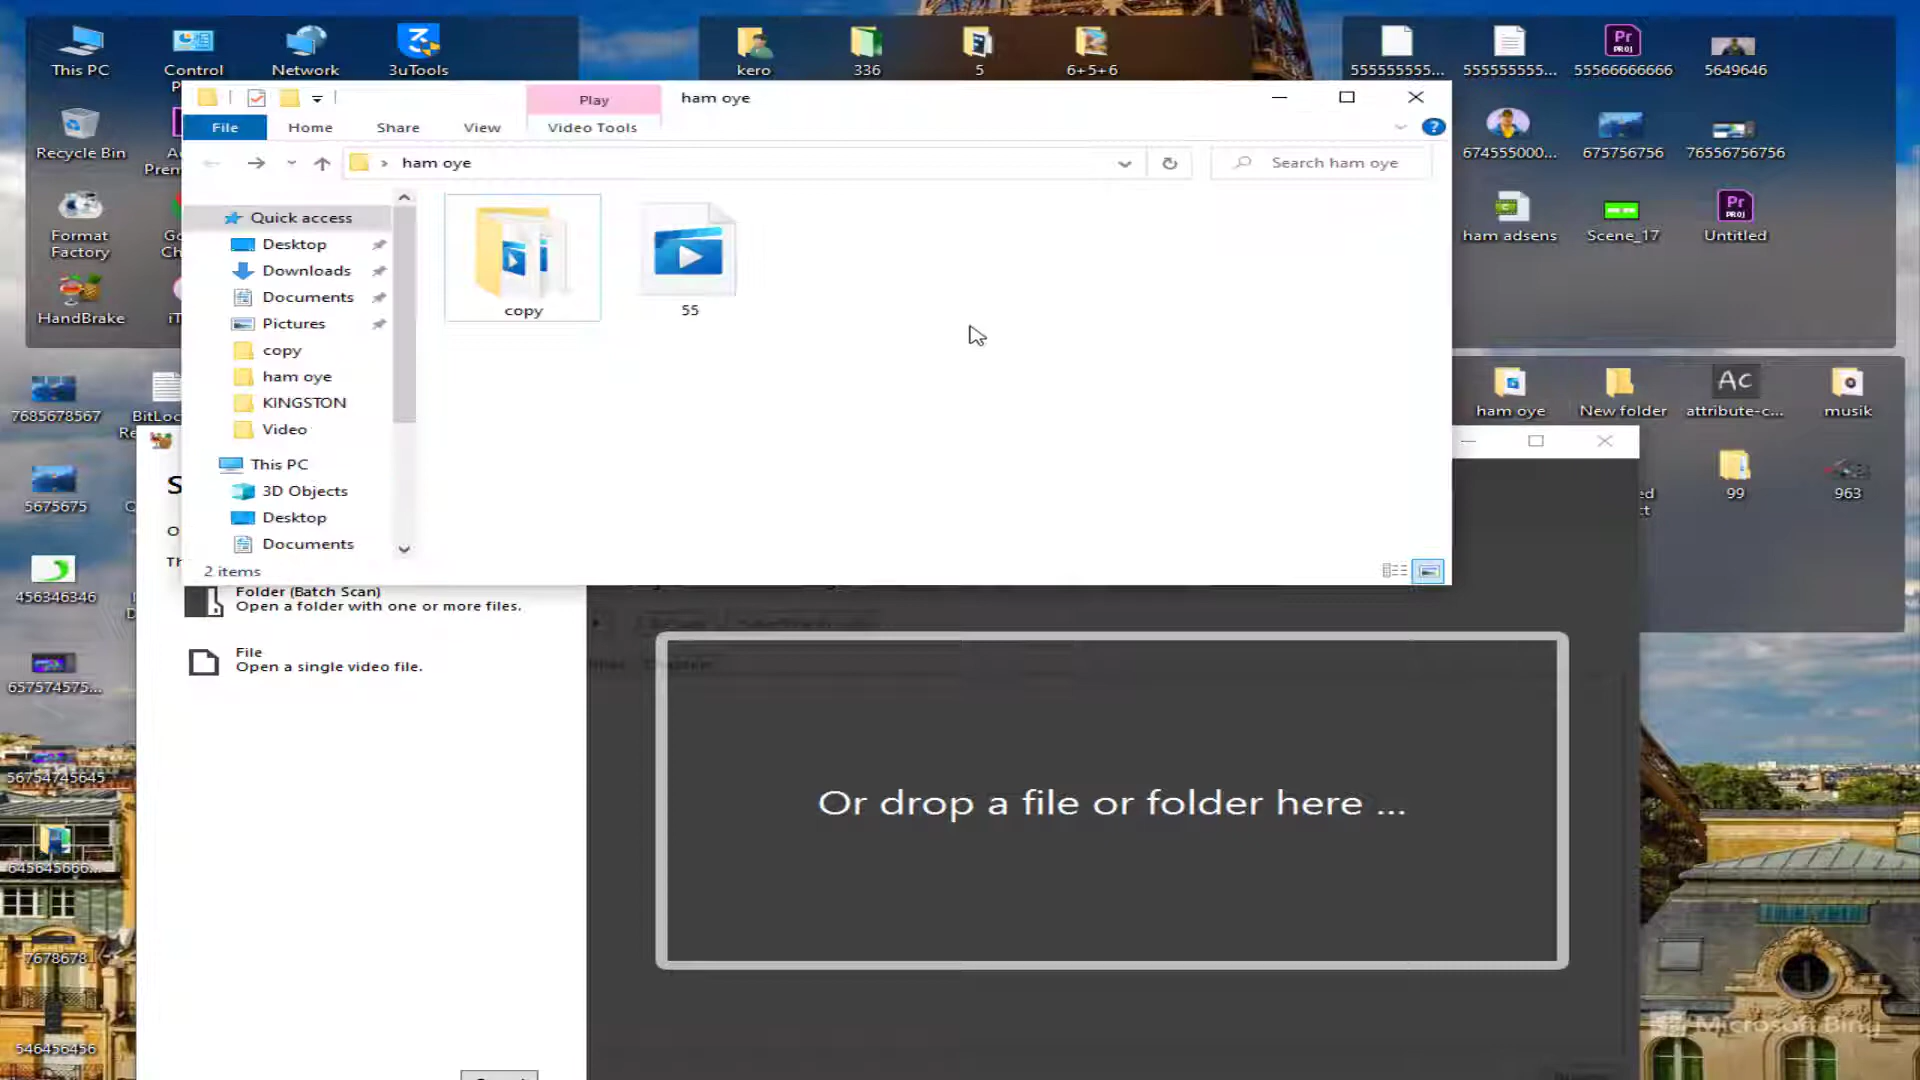 This PC
Control
Network
3uTools
kero
336
5
6+5+6
555555555...
555555555...
55566666666
5649646
Play
ham oye
File
Home
Share
View
Video Tools
ham oye
Search ham oye
Recycle Bin
Prem
674555000...
675756756
76556756756
Format
Factory
HandBrake
Quick access
Desktop
Downloads
Documents
Pictures
copy
ham oye
KINGSTON
Video
This PC
3D Objects
Desktop
Documents
copy
55
2 items
ham adsens
Scene_17
Untitled
ham oye
New folder
Ac
attribute-c...
musik
99
963
7685678567
BitLoc
5675675
456346346
657574575...
56754745645
645645666...
7678678
546456456
Folder (Batch Scan)
Open a folder with one or more files.
File
Open a single video file.
Or drop a file or folder here ...
Microsoft Bing